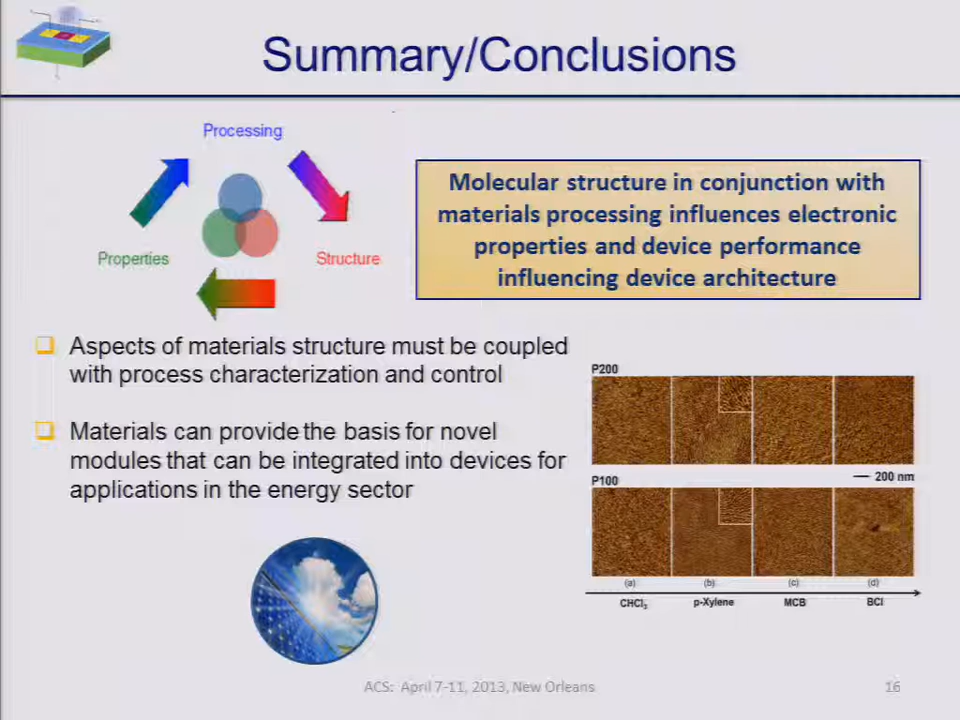 Summary/Conclusions
Processing
Properties
Structure
Molecular structure in conjunction with
materials processing influences electronic
properties and device performance
influencing device architecture
Aspects of materials structure must be coupled
with process characterization and control
Materials can provide the basis for novel
modules that can be integrated into devices for
applications in the energy sector
P200
200 nm
P100
(a) (b) (c) (d)
CHCl₃ p-Xylene MCB BCl
ACS: April 7-11, 2013, New Orleans
16